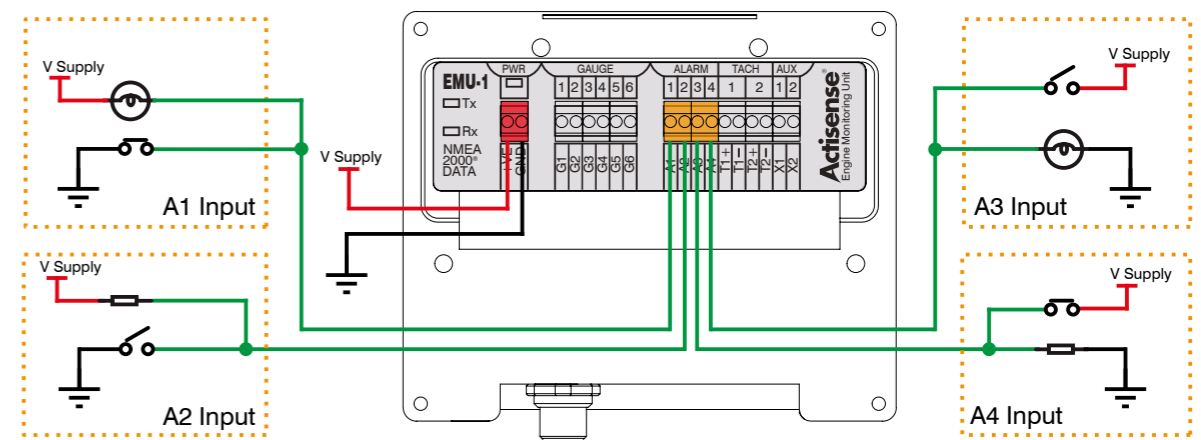 V Supply
A1 Input
V Supply
A2 Input
V Supply
EMU-1
Tx
Rx
NMEA
2000®
DATA
PWR
GAUGE
ALARM
TACH
AUX
1 2 3 4 5 6
1 2 3 4
1 2
1 2
+VE
GND
G1
G2
G3
G4
G5
G6
A1
A2
A3
A4
T1+
T1−
T2+
T2−
X1
X2
Actisense®
Engine Monitoring Unit
V Supply
A3 Input
V Supply
A4 Input